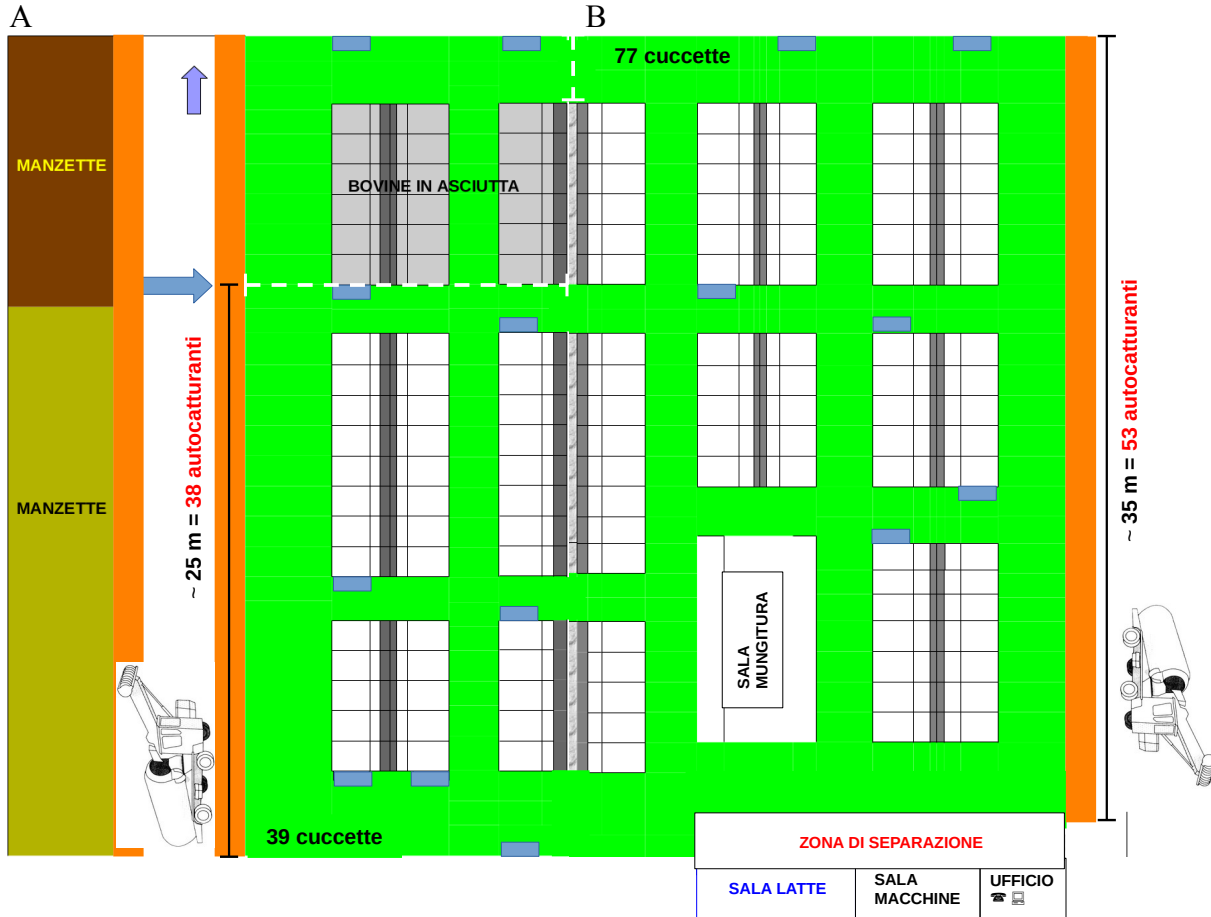 A
B
77 cuccette
MANZETTE
BOVINE IN ASCIUTTA
~ 25 m = 38 autocatturanti
~ 35 m = 53 autocatturanti
MANZETTE
SALA
MUNGITURA
39 cuccette
ZONA DI SEPARAZIONE
SALA LATTE
SALA
MACCHINE
UFFICIO